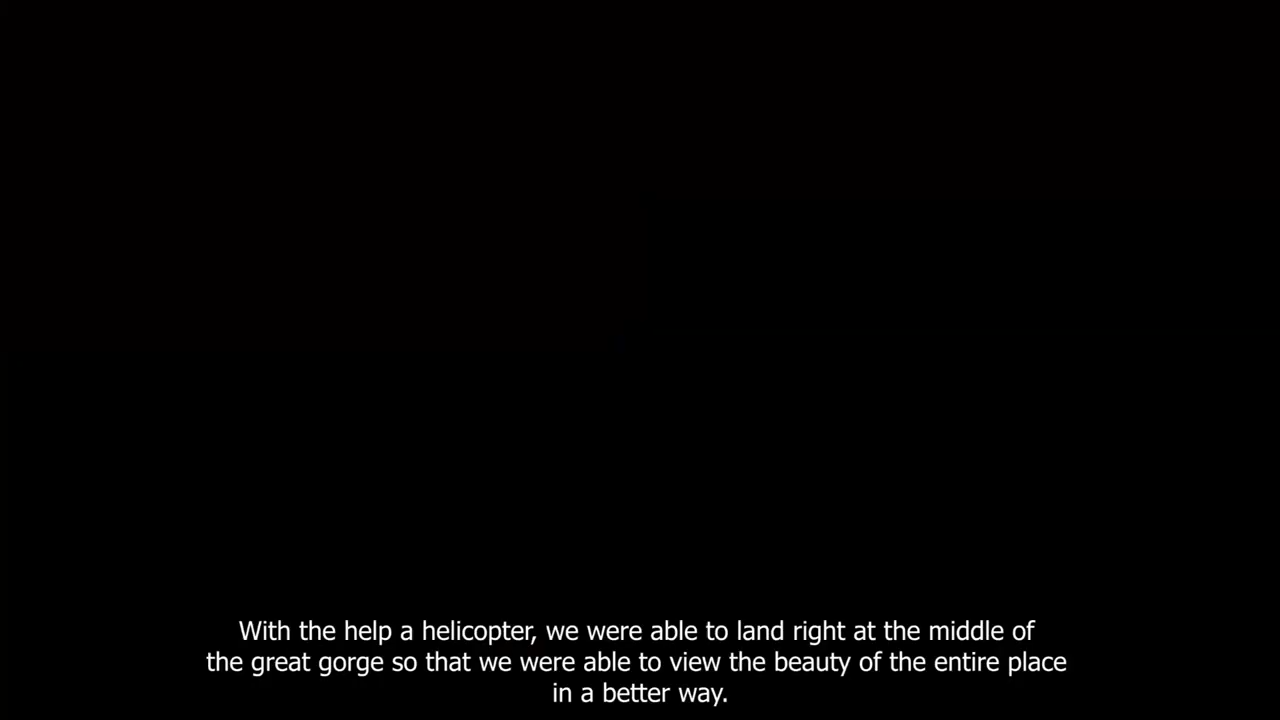 With the help a helicopter, we were able to land right at the middle of
the great gorge so that we were able to view the beauty of the entire place
in a better way.